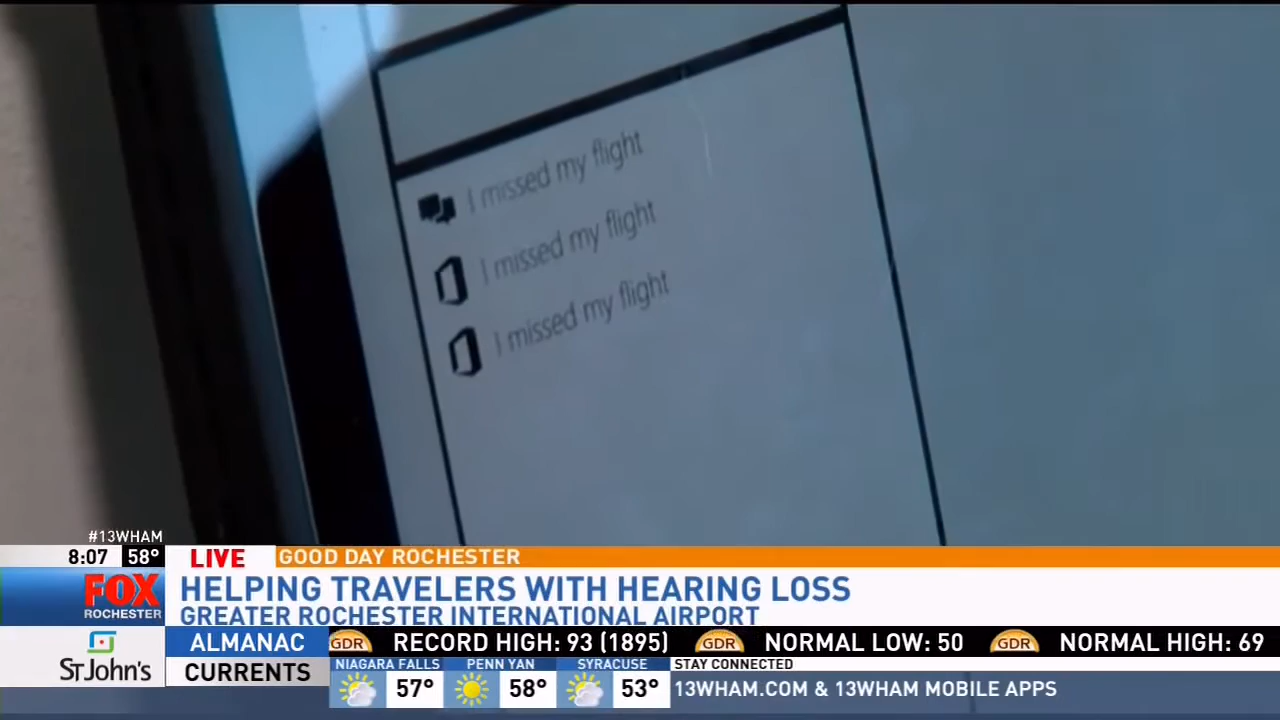 I missed my flight
I missed my flight
I missed my flight
#13WHAM
8:07 58°
LIVE GOOD DAY ROCHESTER
FOX
ROCHESTER
HELPING TRAVELERS WITH HEARING LOSS
GREATER ROCHESTER INTERNATIONAL AIRPORT
St John's
ALMANAC
GDR RECORD HIGH: 93 (1895) GDR NORMAL LOW: 50 GDR NORMAL HIGH: 69
CURRENTS
NIAGARA FALLS PENN YAN SYRACUSE STAY CONNECTED
57° 58° 53° 13WHAM.COM & 13WHAM MOBILE APPS